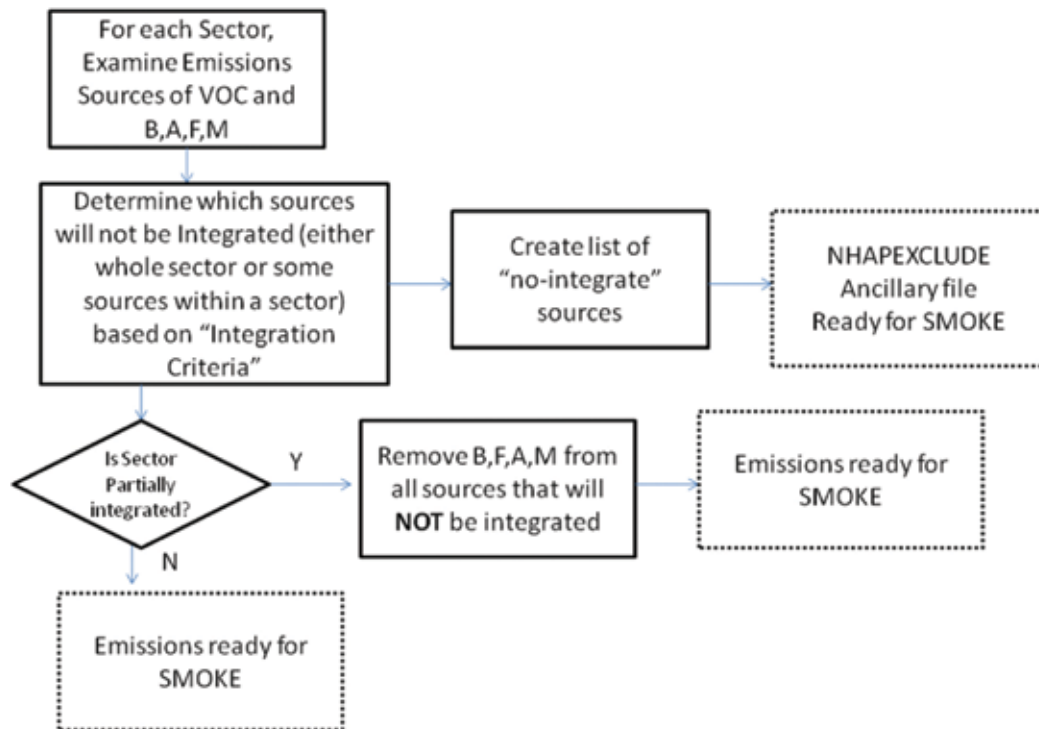 For each Sector,
Examine Emissions
Sources of VOC and
B,A,F,M
Determine which sources
will not be Integrated (either
whole sector or some
sources within a sector)
based on “Integration
Criteria”
Create list of
“no-integrate”
sources
NHAPEXCLUDE
Ancillary file
Ready for SMOKE
Is Sector
Partially
integrated?
Y
Remove B,F,A,M from
all sources that will
NOT be integrated
Emissions ready for
SMOKE
N
Emissions ready for
SMOKE